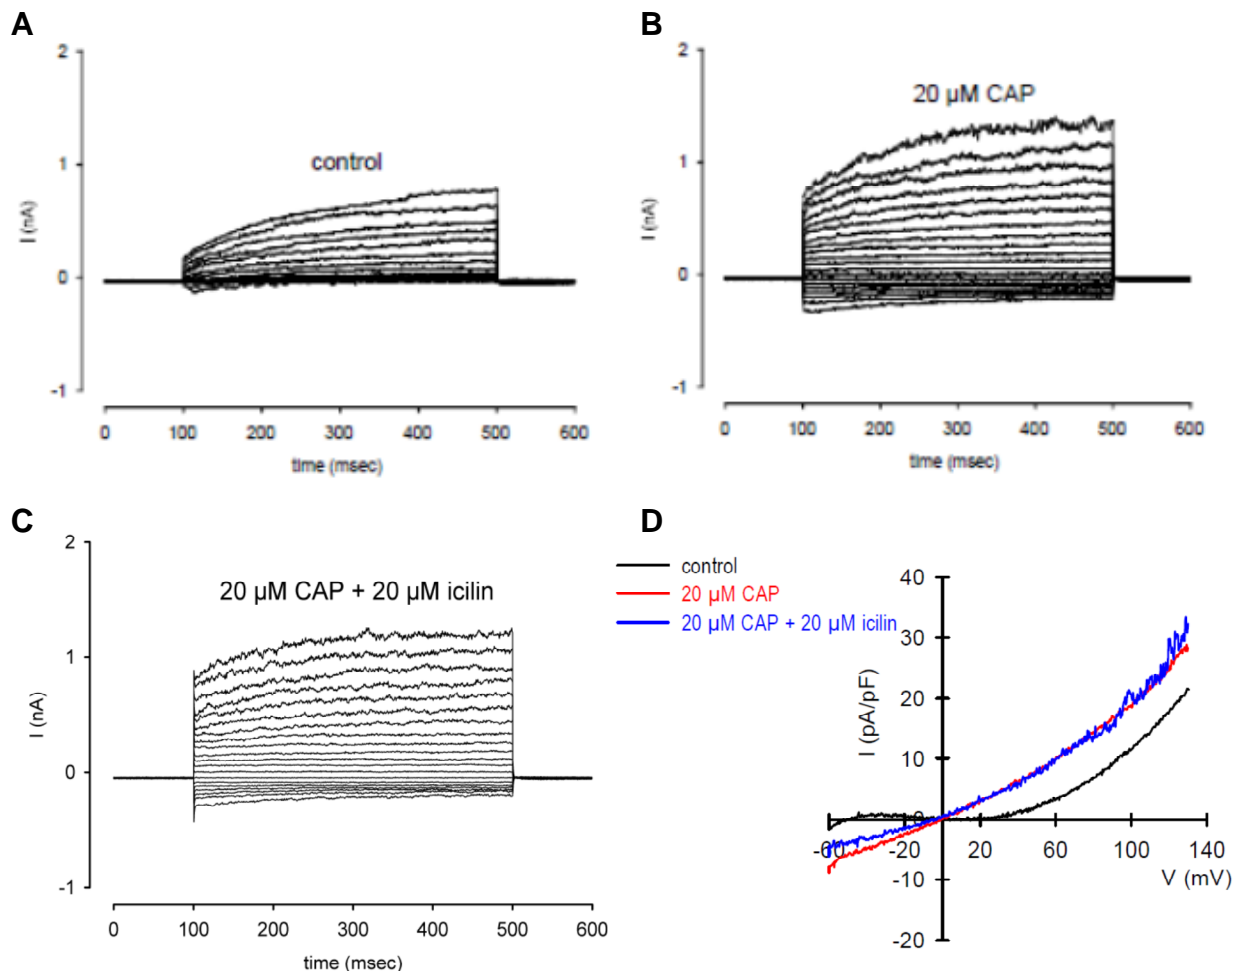 A
2
1
0
-1
I (nA)
control
0 100 200 300 400 500 600
time (msec)
B
2
1
0
-1
I (nA)
20 µM CAP
0 100 200 300 400 500 600
time (msec)
C
2
1
0
-1
I (nA)
20 µM CAP + 20 µM icilin
0 100 200 300 400 500 600
time (msec)
D
control
20 µM CAP
20 µM CAP + 20 µM icilin
40
30
20
10
0
-10
-20
I (pA/pF)
-60 -20 20 60 100 140
V (mV)